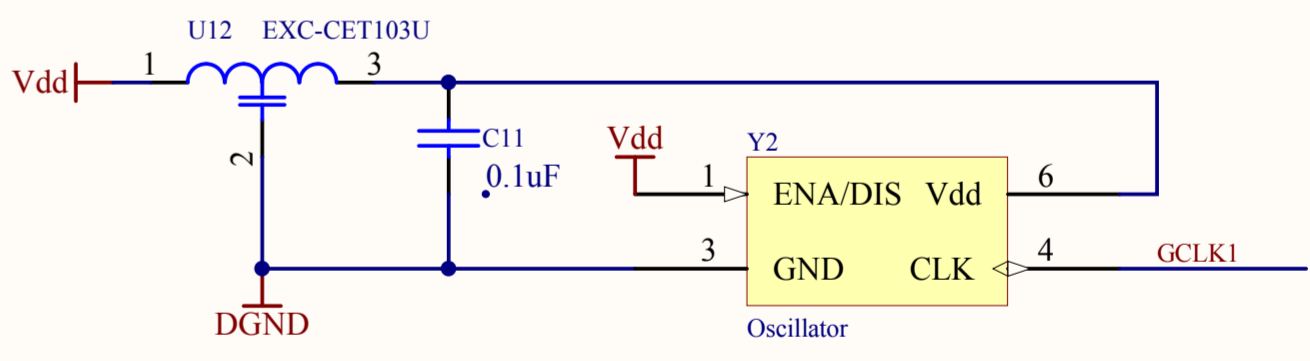 U12 EXC-CET103U
Vdd 1 3
2
C11
0.1uF
Vdd
Y2
1 ENA/DIS Vdd 6
3 GND CLK 4 GCLK1
DGND
Oscillator